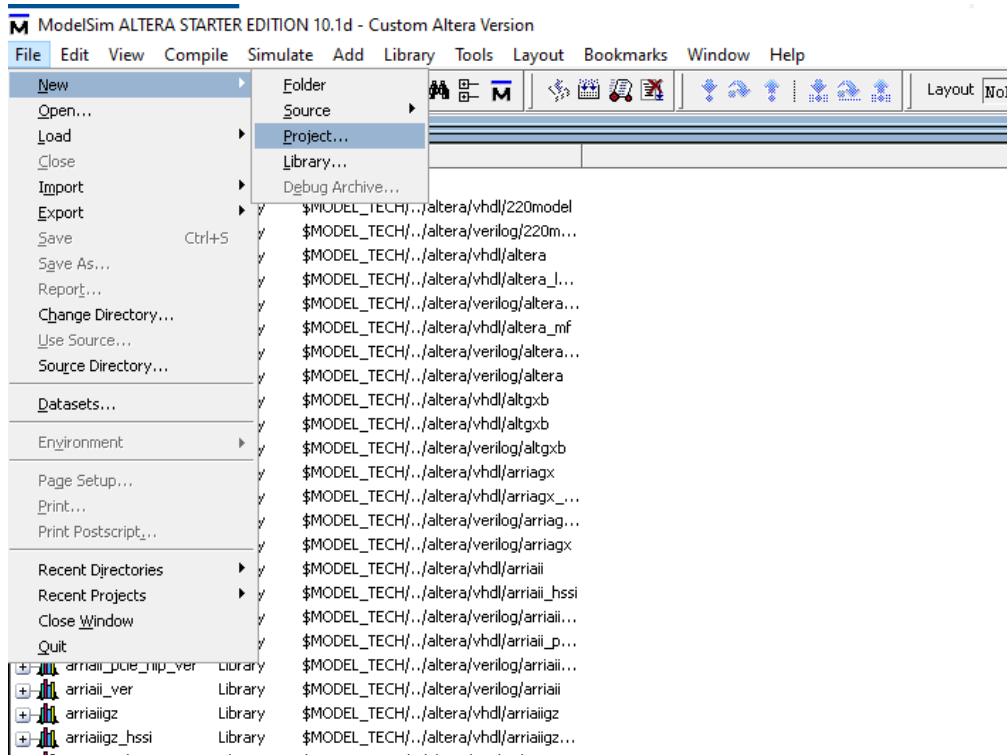 ModelSim ALTERA STARTER EDITION 10.1d - Custom Altera Version
File Edit View Compile Simulate Add Library Tools Layout Bookmarks Window Help
Layout
New
Open...
Load
Close
Import
Export
Save Ctrl+S
Save As...
Report...
Change Directory...
Use Source...
Source Directory...
Datasets...
Environment
Page Setup...
Print...
Print Postscript...
Recent Directories
Recent Projects
Close Window
Quit
Folder
Source
Project...
Library...
Debug Archive...
$MODEL_TECH/../altera/vhdl/220model
$MODEL_TECH/../altera/verilog/220m...
$MODEL_TECH/../altera/vhdl/altera
$MODEL_TECH/../altera/vhdl/altera_l...
$MODEL_TECH/../altera/verilog/altera...
$MODEL_TECH/../altera/vhdl/altera_mf
$MODEL_TECH/../altera/verilog/altera...
$MODEL_TECH/../altera/verilog/altera
$MODEL_TECH/../altera/vhdl/altgxb
$MODEL_TECH/../altera/vhdl/altgxb
$MODEL_TECH/../altera/verilog/altgxb
$MODEL_TECH/../altera/vhdl/arriagx
$MODEL_TECH/../altera/vhdl/arriagx_...
$MODEL_TECH/../altera/verilog/arriag...
$MODEL_TECH/../altera/verilog/arriagx
$MODEL_TECH/../altera/vhdl/arriaii
$MODEL_TECH/../altera/vhdl/arriaii_hssi
$MODEL_TECH/../altera/verilog/arriaii...
$MODEL_TECH/../altera/vhdl/arriaii_p...
arriaii_pcie_hip_ver Library $MODEL_TECH/../altera/verilog/arriaii...
arriaii_ver Library $MODEL_TECH/../altera/verilog/arriaii
arriaiigz Library $MODEL_TECH/../altera/vhdl/arriaiigz
arriaiigz_hssi Library $MODEL_TECH/../altera/vhdl/arriaiigz...